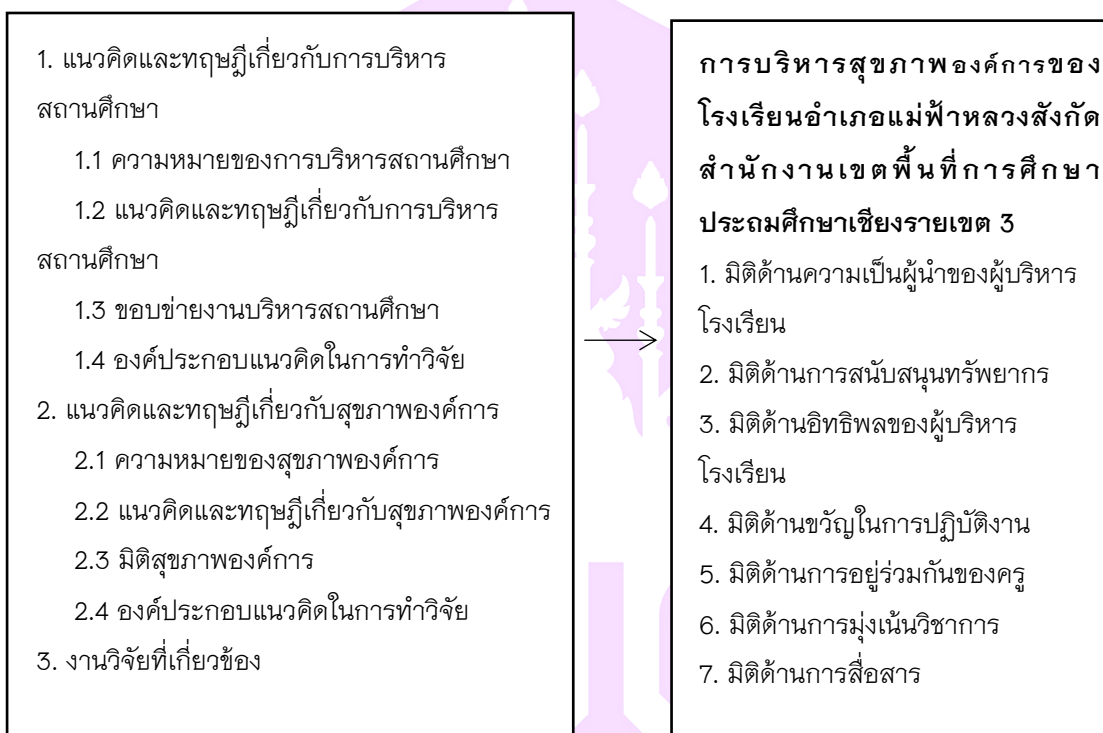 1. แนวคิดและทฤษฎีเกี่ยวกับการบริหาร
สถานศึกษา
1.1 ความหมายของการบริหารสถานศึกษา
1.2 แนวคิดและทฤษฎีเกี่ยวกับการบริหาร
สถานศึกษา
1.3 ขอบข่ายงานบริหารสถานศึกษา
1.4 องค์ประกอบแนวคิดในการทำวิจัย
2. แนวคิดและทฤษฎีเกี่ยวกับสุขภาพองค์การ
2.1 ความหมายของสุขภาพองค์การ
2.2 แนวคิดและทฤษฎีเกี่ยวกับสุขภาพองค์การ
2.3 มิติสุขภาพองค์การ
2.4 องค์ประกอบแนวคิดในการทำวิจัย
3. งานวิจัยที่เกี่ยวข้อง
การบริหารสุขภาพองค์การของ
โรงเรียนอำเภอแม่ฟ้าหลวงสังกัด
สำนักงานเขตพื้นที่การศึกษา
ประถมศึกษาเชียงรายเขต 3
1. มิติด้านความเป็นผู้นำของผู้บริหาร
โรงเรียน
2. มิติด้านการสนับสนุนทรัพยากร
3. มิติด้านอิทธิพลของผู้บริหาร
โรงเรียน
4. มิติด้านขวัญในการปฏิบัติงาน
5. มิติด้านการอยู่ร่วมกันของครู
6. มิติด้านการมุ่งเน้นวิชาการ
7. มิติด้านการสื่อสาร